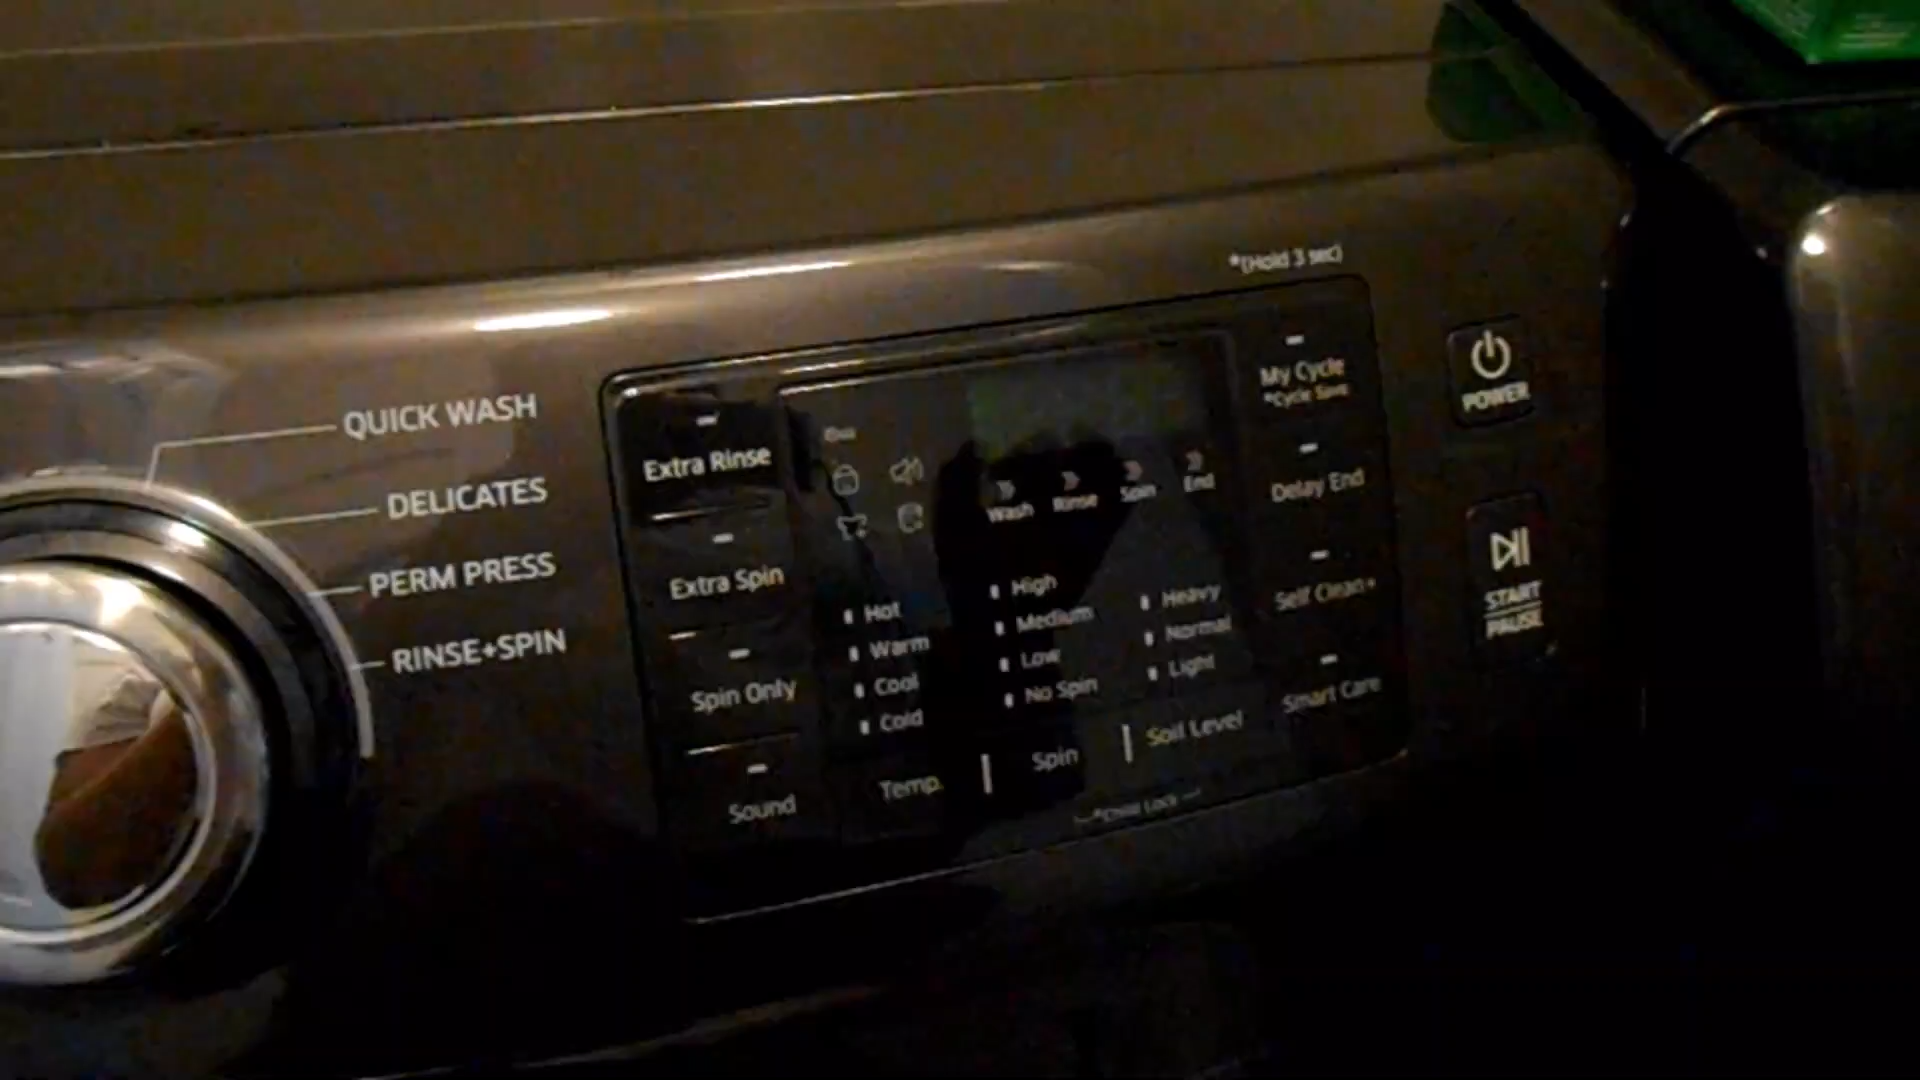 *(Hold 3 sec)
QUICK WASH
DELICATES
PERM PRESS
RINSE+SPIN
Extra Rinse
Extra Spin
Spin Only
Sound
Wash
Rinse
Spin
End
Hot
Warm
Cool
Cold
Temp.
High
Medium
Low
No Spin
Spin
Heavy
Normal
Light
Soil Level
*Child Lock
My Cycle
*Cycle Save
Delay End
Self Clean+
Smart Care
POWER
START
PAUSE